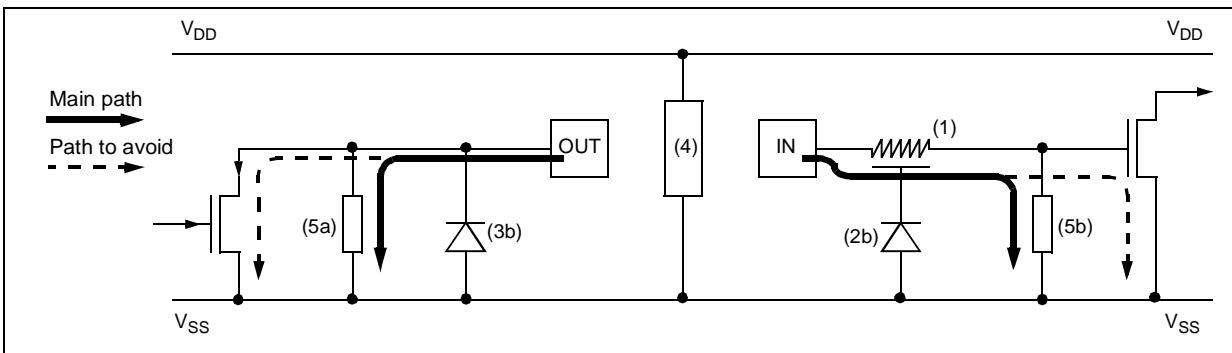 VDD VDD
Main path
Path to avoid
OUT (4) IN (1)
(5a) (3b) (2b) (5b)
VSS VSS